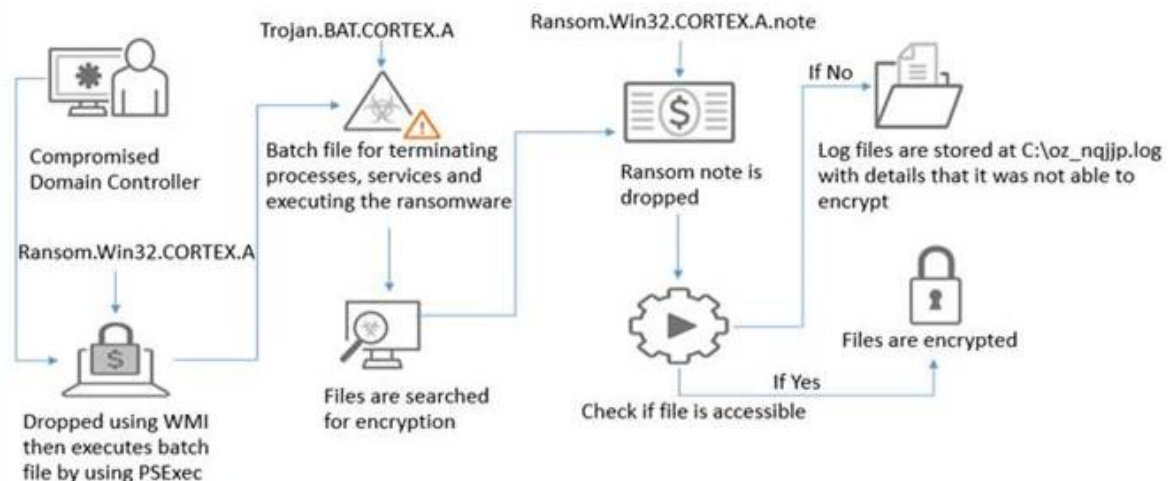 Compromised
Domain Controller
Ransom.Win32.CORTEX.A
$
Dropped using WMI
then executes batch
file by using PSExec
Trojan.BAT.CORTEX.A
!
Batch file for terminating
processes, services and
executing the ransomware
Files are searched
for encryption
Ransom.Win32.CORTEX.A.note
$
Ransom note is
dropped
Check if file is accessible
If No
Log files are stored at C:\oz_nqjjp.log
with details that it was not able to
encrypt
If Yes
Files are encrypted